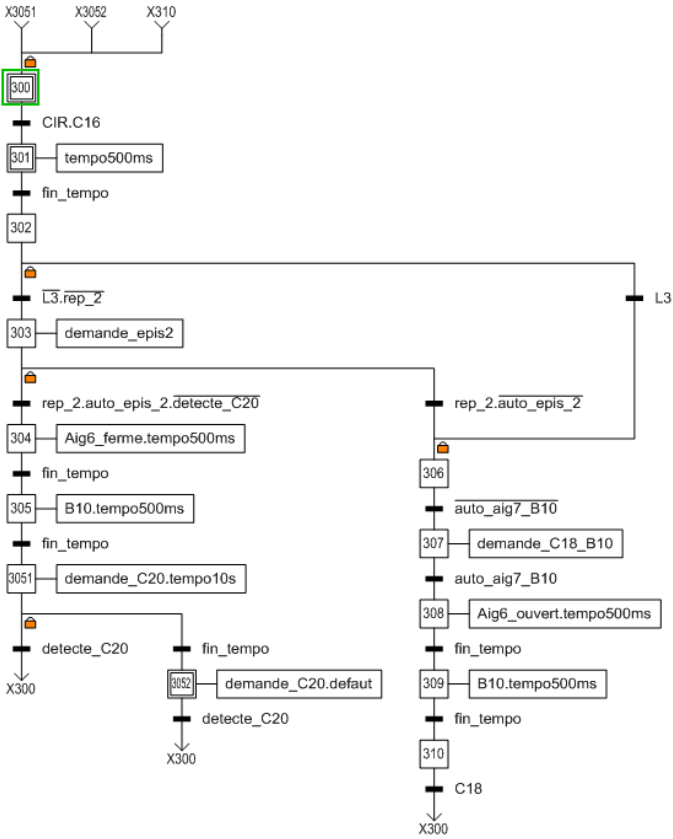 X3051 X3052 X310
300
CIR.C16
301 tempo500ms
fin_tempo
302
L3.rep_2 L3
303 demande_epis2
rep_2.auto_epis_2.detecte_C20 rep_2.auto_epis_2
304 Aig6_ferme.tempo500ms
306
fin_tempo
auto_aig7_B10
305 B10.tempo500ms
307 demande_C18_B10
fin_tempo
3051 demande_C20.tempo10s
auto_aig7_B10
308 Aig6_ouvert.tempo500ms
detecte_C20 fin_tempo fin_tempo
X300
3052 demande_C20.defaut
309 B10.tempo500ms
detecte_C20 fin_tempo
X300
310
C18
X300